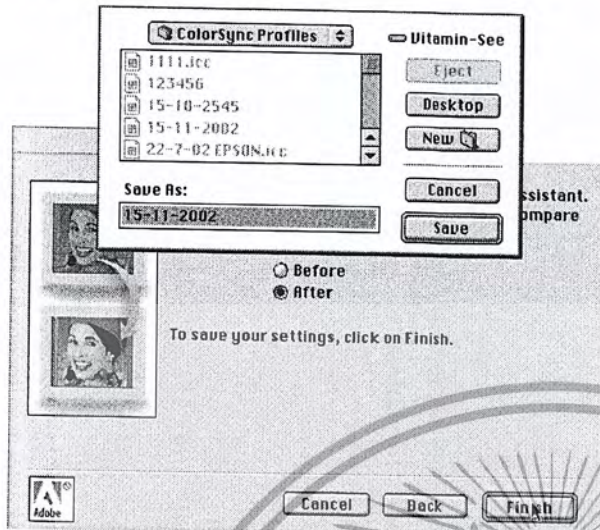 ColorSync Profiles
Vitamin-See
1111.icc
123456
15-10-2545
15-11-2002
22-7-02 EPSON.icc
Eject
Desktop
New
Cancel
Save
Save As:
15-11-2002
ssistant.
ompare
Before
After
To save your settings, click on Finish.
Adobe
Cancel
Back
Finish